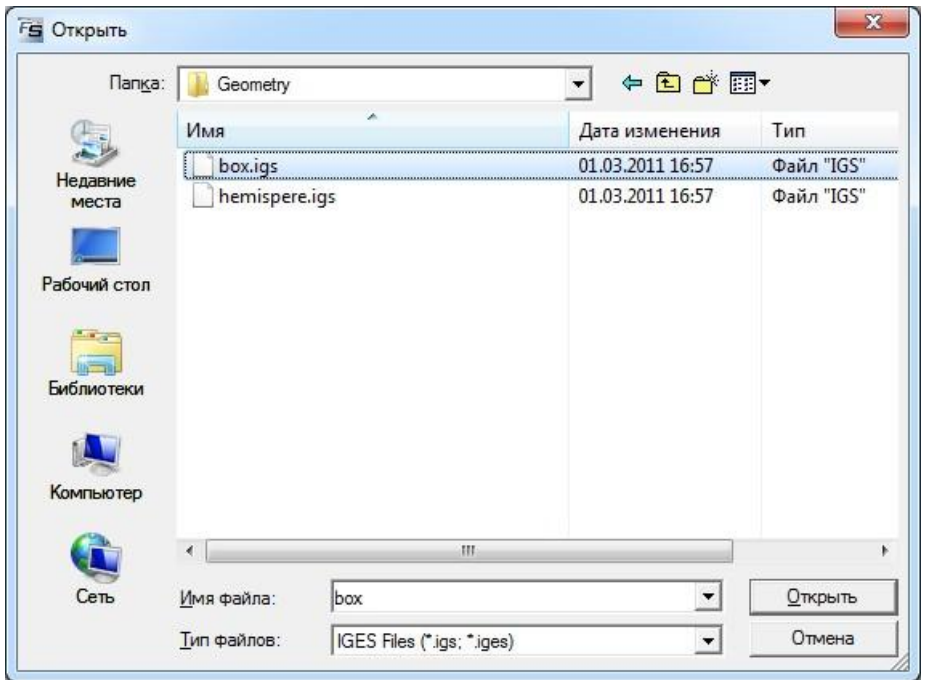 FS Открыть
Папка: Geometry
Имя Дата изменения Тип
box.igs 01.03.2011 16:57 Файл "IGS"
hemispere.igs 01.03.2011 16:57 Файл "IGS"
Недавние
места
Рабочий стол
Библиотеки
Компьютер
Сеть
Имя файла: box Открыть
Тип файлов: IGES Files (*.igs; *.iges) Отмена